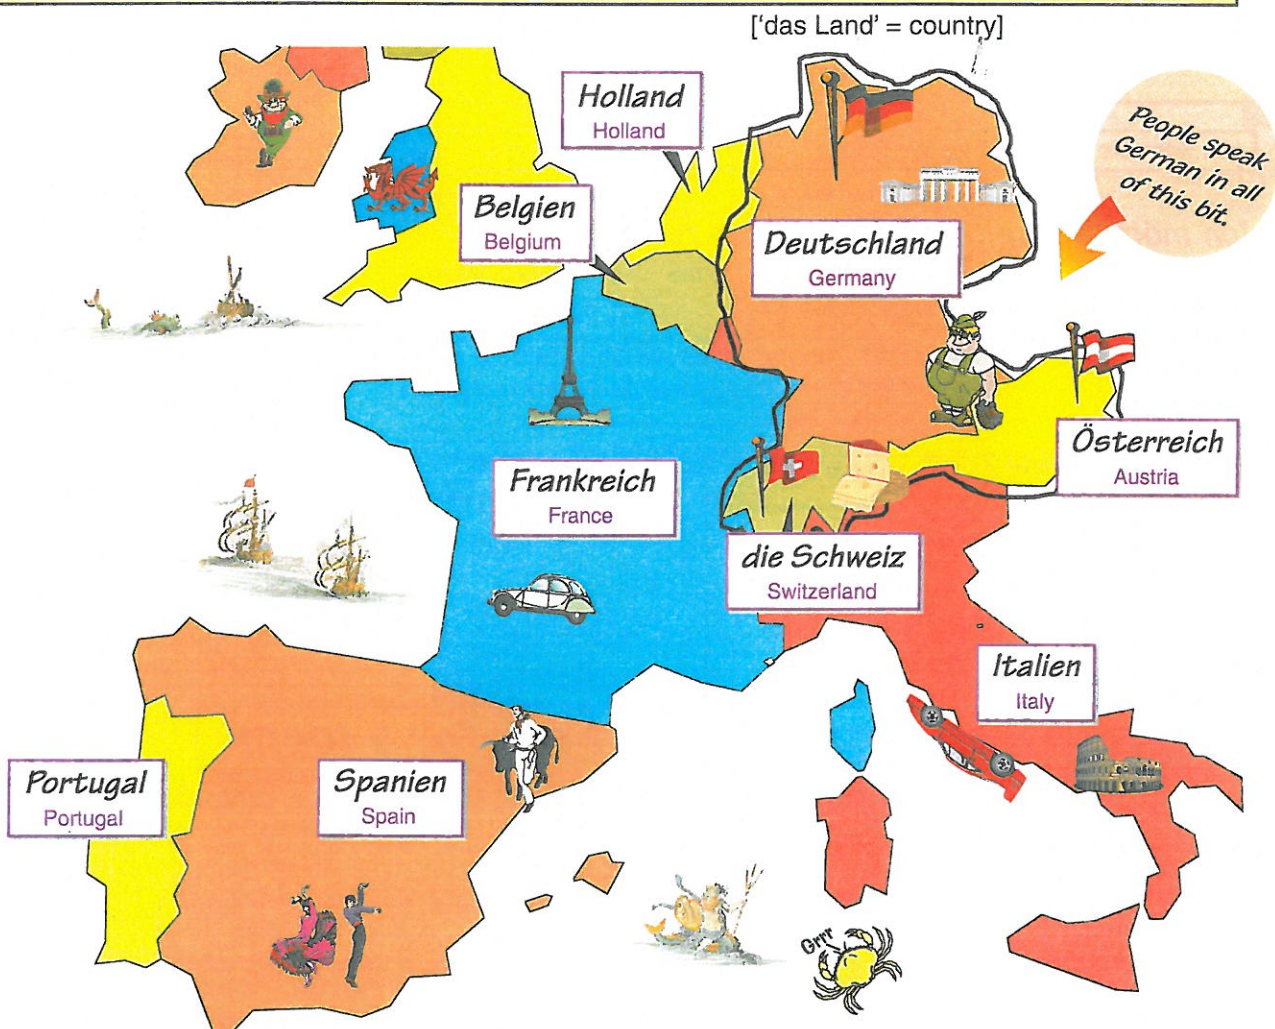 ['das Land' = country]
Holland
Holland
People speak
German in all
of this bit.
Belgien
Belgium
Deutschland
Germany
Österreich
Austria
Frankreich
France
die Schweiz
Switzerland
Italien
Italy
Portugal
Portugal
Spanien
Spain
Grrr